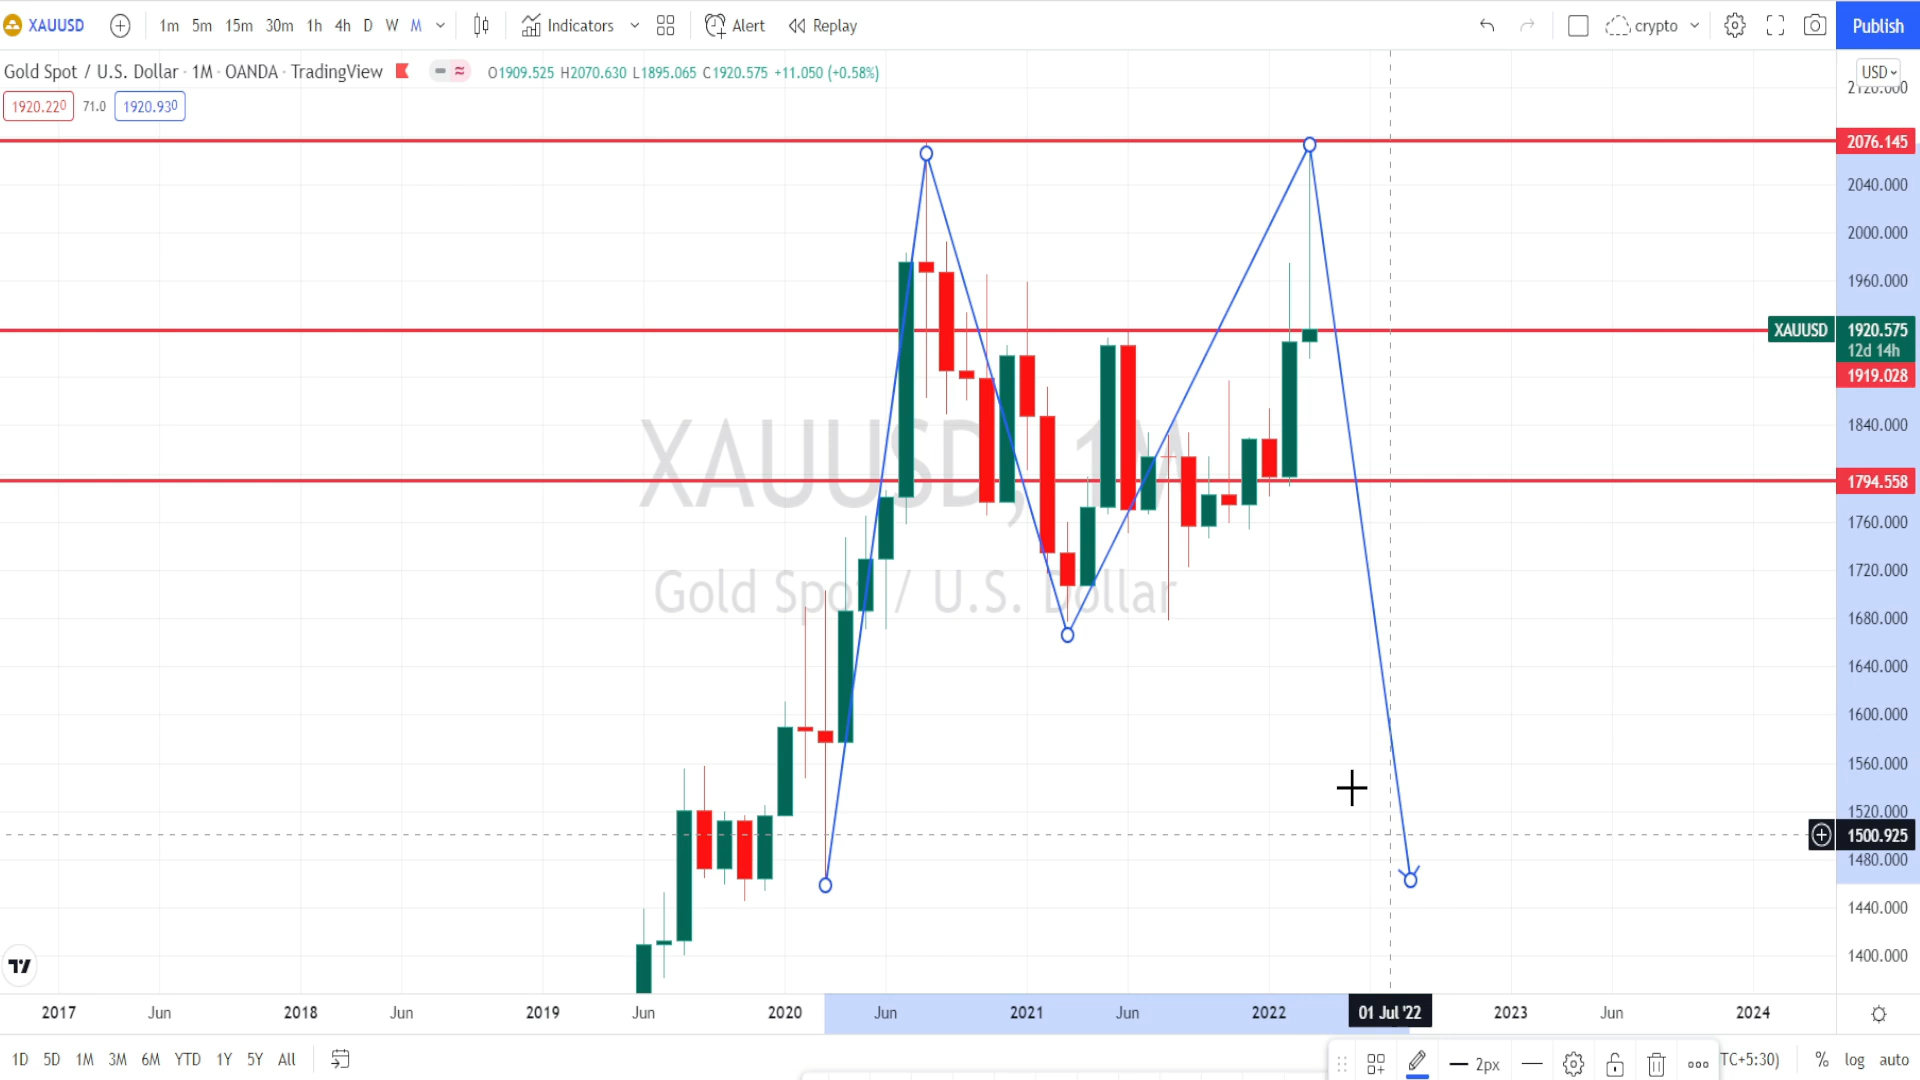 XAUUSD 1m 5m 15m 30m 1h 4h D W M Indicators Alert Replay crypto Publish
Gold Spot / U.S. Dollar · 1M · OANDA · TradingView O1909.525 H2070.630 L1895.065 C1920.575 +11.050 (+0.58%)
USD
2120.000
1920.220 71.0 1920.930
2076.145
2040.000
2000.000
1960.000
XAUUSD 1920.575
12d 14h
1919.028
1840.000
XAUUSD, 1M
1794.558
1760.000
1720.000
Gold Spot / U.S. Dollar
1680.000
1640.000
1600.000
1560.000
1520.000
1500.925
1480.000
1440.000
1400.000
2017 Jun 2018 Jun 2019 Jun 2020 Jun 2021 Jun 2022 01 Jul '22 2023 Jun 2024
1D 5D 1M 3M 6M YTD 1Y 5Y All 2px TC+5:30) % log auto